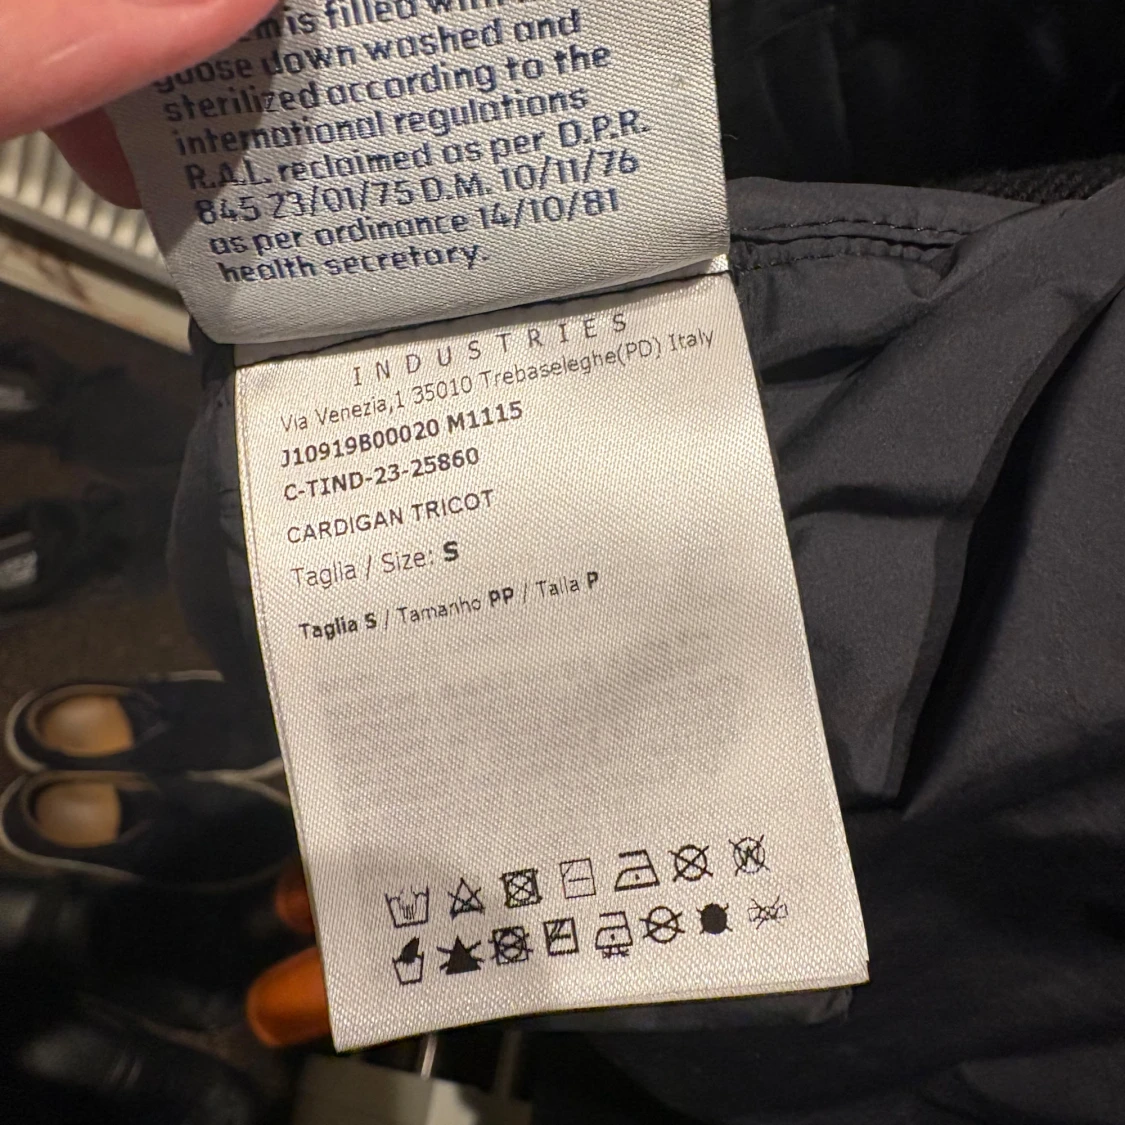 is filled
goose down washed and
sterilized according to the
international regulations
R.A.L. reclaimed as per D.P.R.
845 23/01/75 D.M. 10/11/76
as per ordinance 14/10/81
health secretary.
INDUSTRIES
Via Venezia,1 35010 Trebaseleghe(PD) Italy
J10919B00020 M1115
C-TIND-23-25860
CARDIGAN TRICOT
Taglia / Size: S
Taglia S / Tamanho PP / Talla P
W